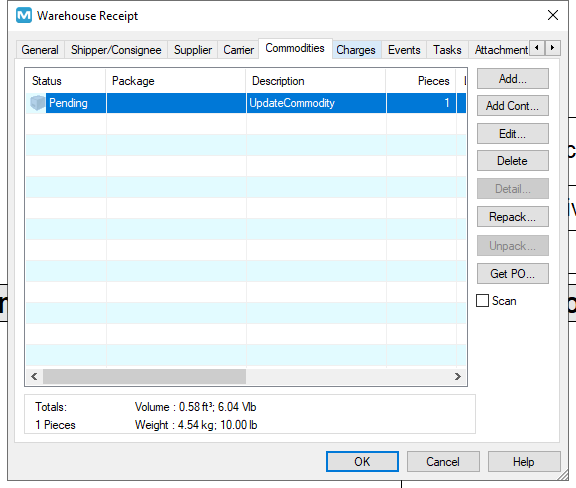 Warehouse Receipt
General Shipper/Consignee Supplier Carrier Commodities Charges Events Tasks Attachment
Status Package Description Pieces
Pending UpdateCommodity 1
Add...
Add Cont...
Edit...
Delete
Detail...
Repack...
Unpack...
Get PO...
Scan
Totals: Volume : 0.58 ft³; 6.04 Vlb
1 Pieces Weight : 4.54 kg; 10.00 lb
OK Cancel Help